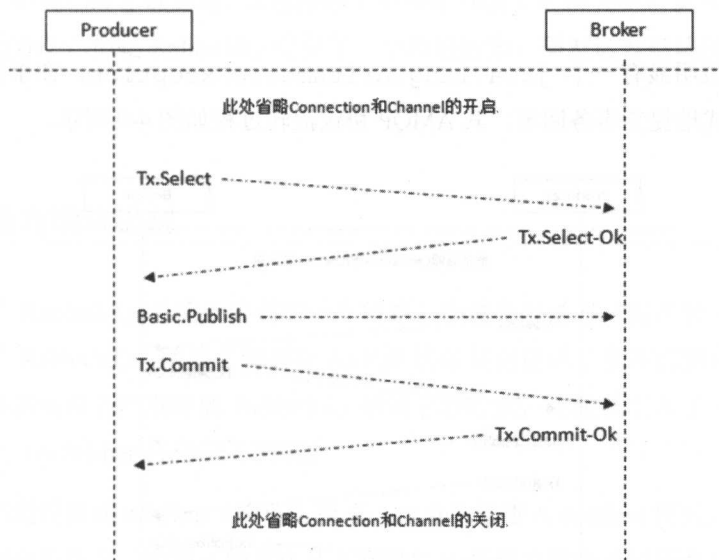 Producer
Broker
此处省略Connection和Channel的开启.
Tx.Select
Tx.Select-Ok
Basic.Publish
Tx.Commit
Tx.Commit-Ok
此处省略Connection和Channel的关闭.